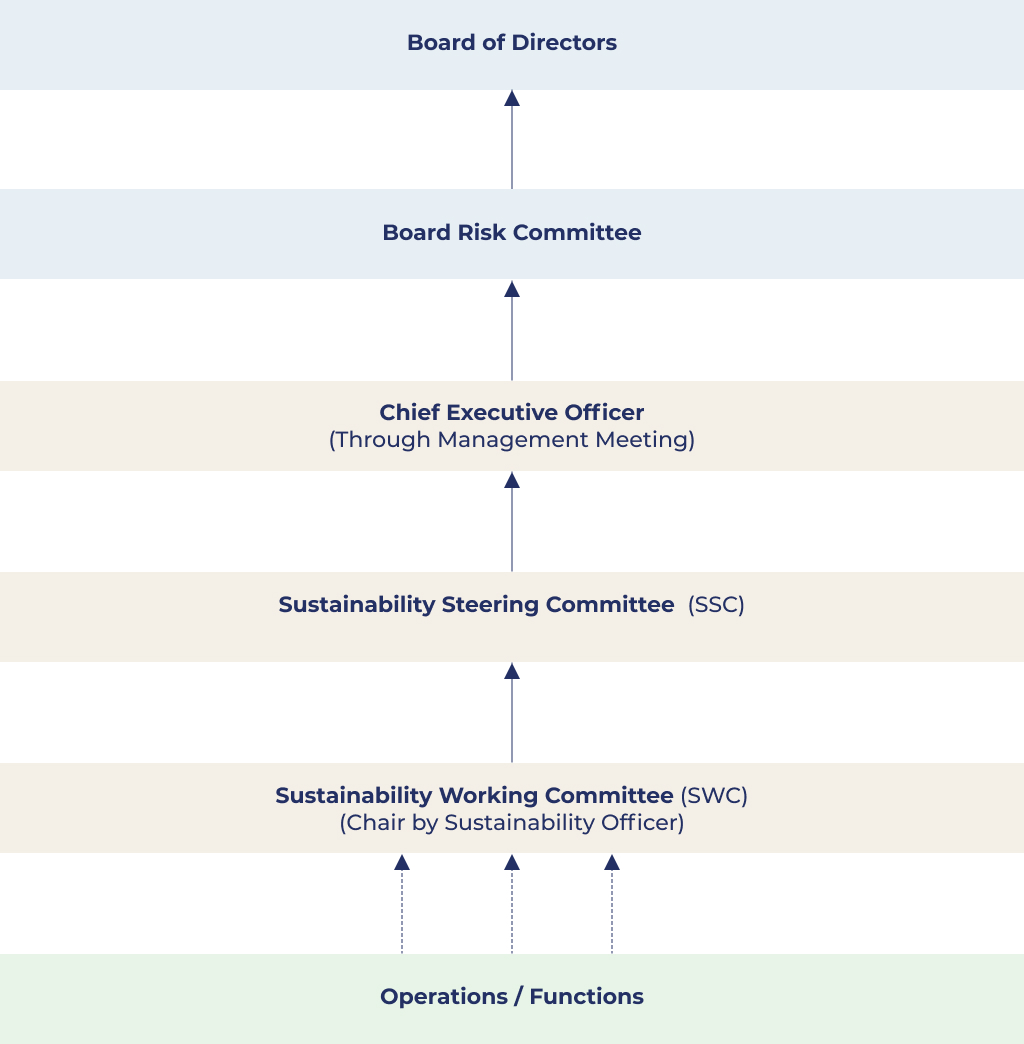 Board of Directors
Board Risk Committee
Chief Executive Officer
(Through Management Meeting)
Sustainability Steering Committee (SSC)
Sustainability Working Committee (SWC)
(Chair by Sustainability Officer)
Operations / Functions